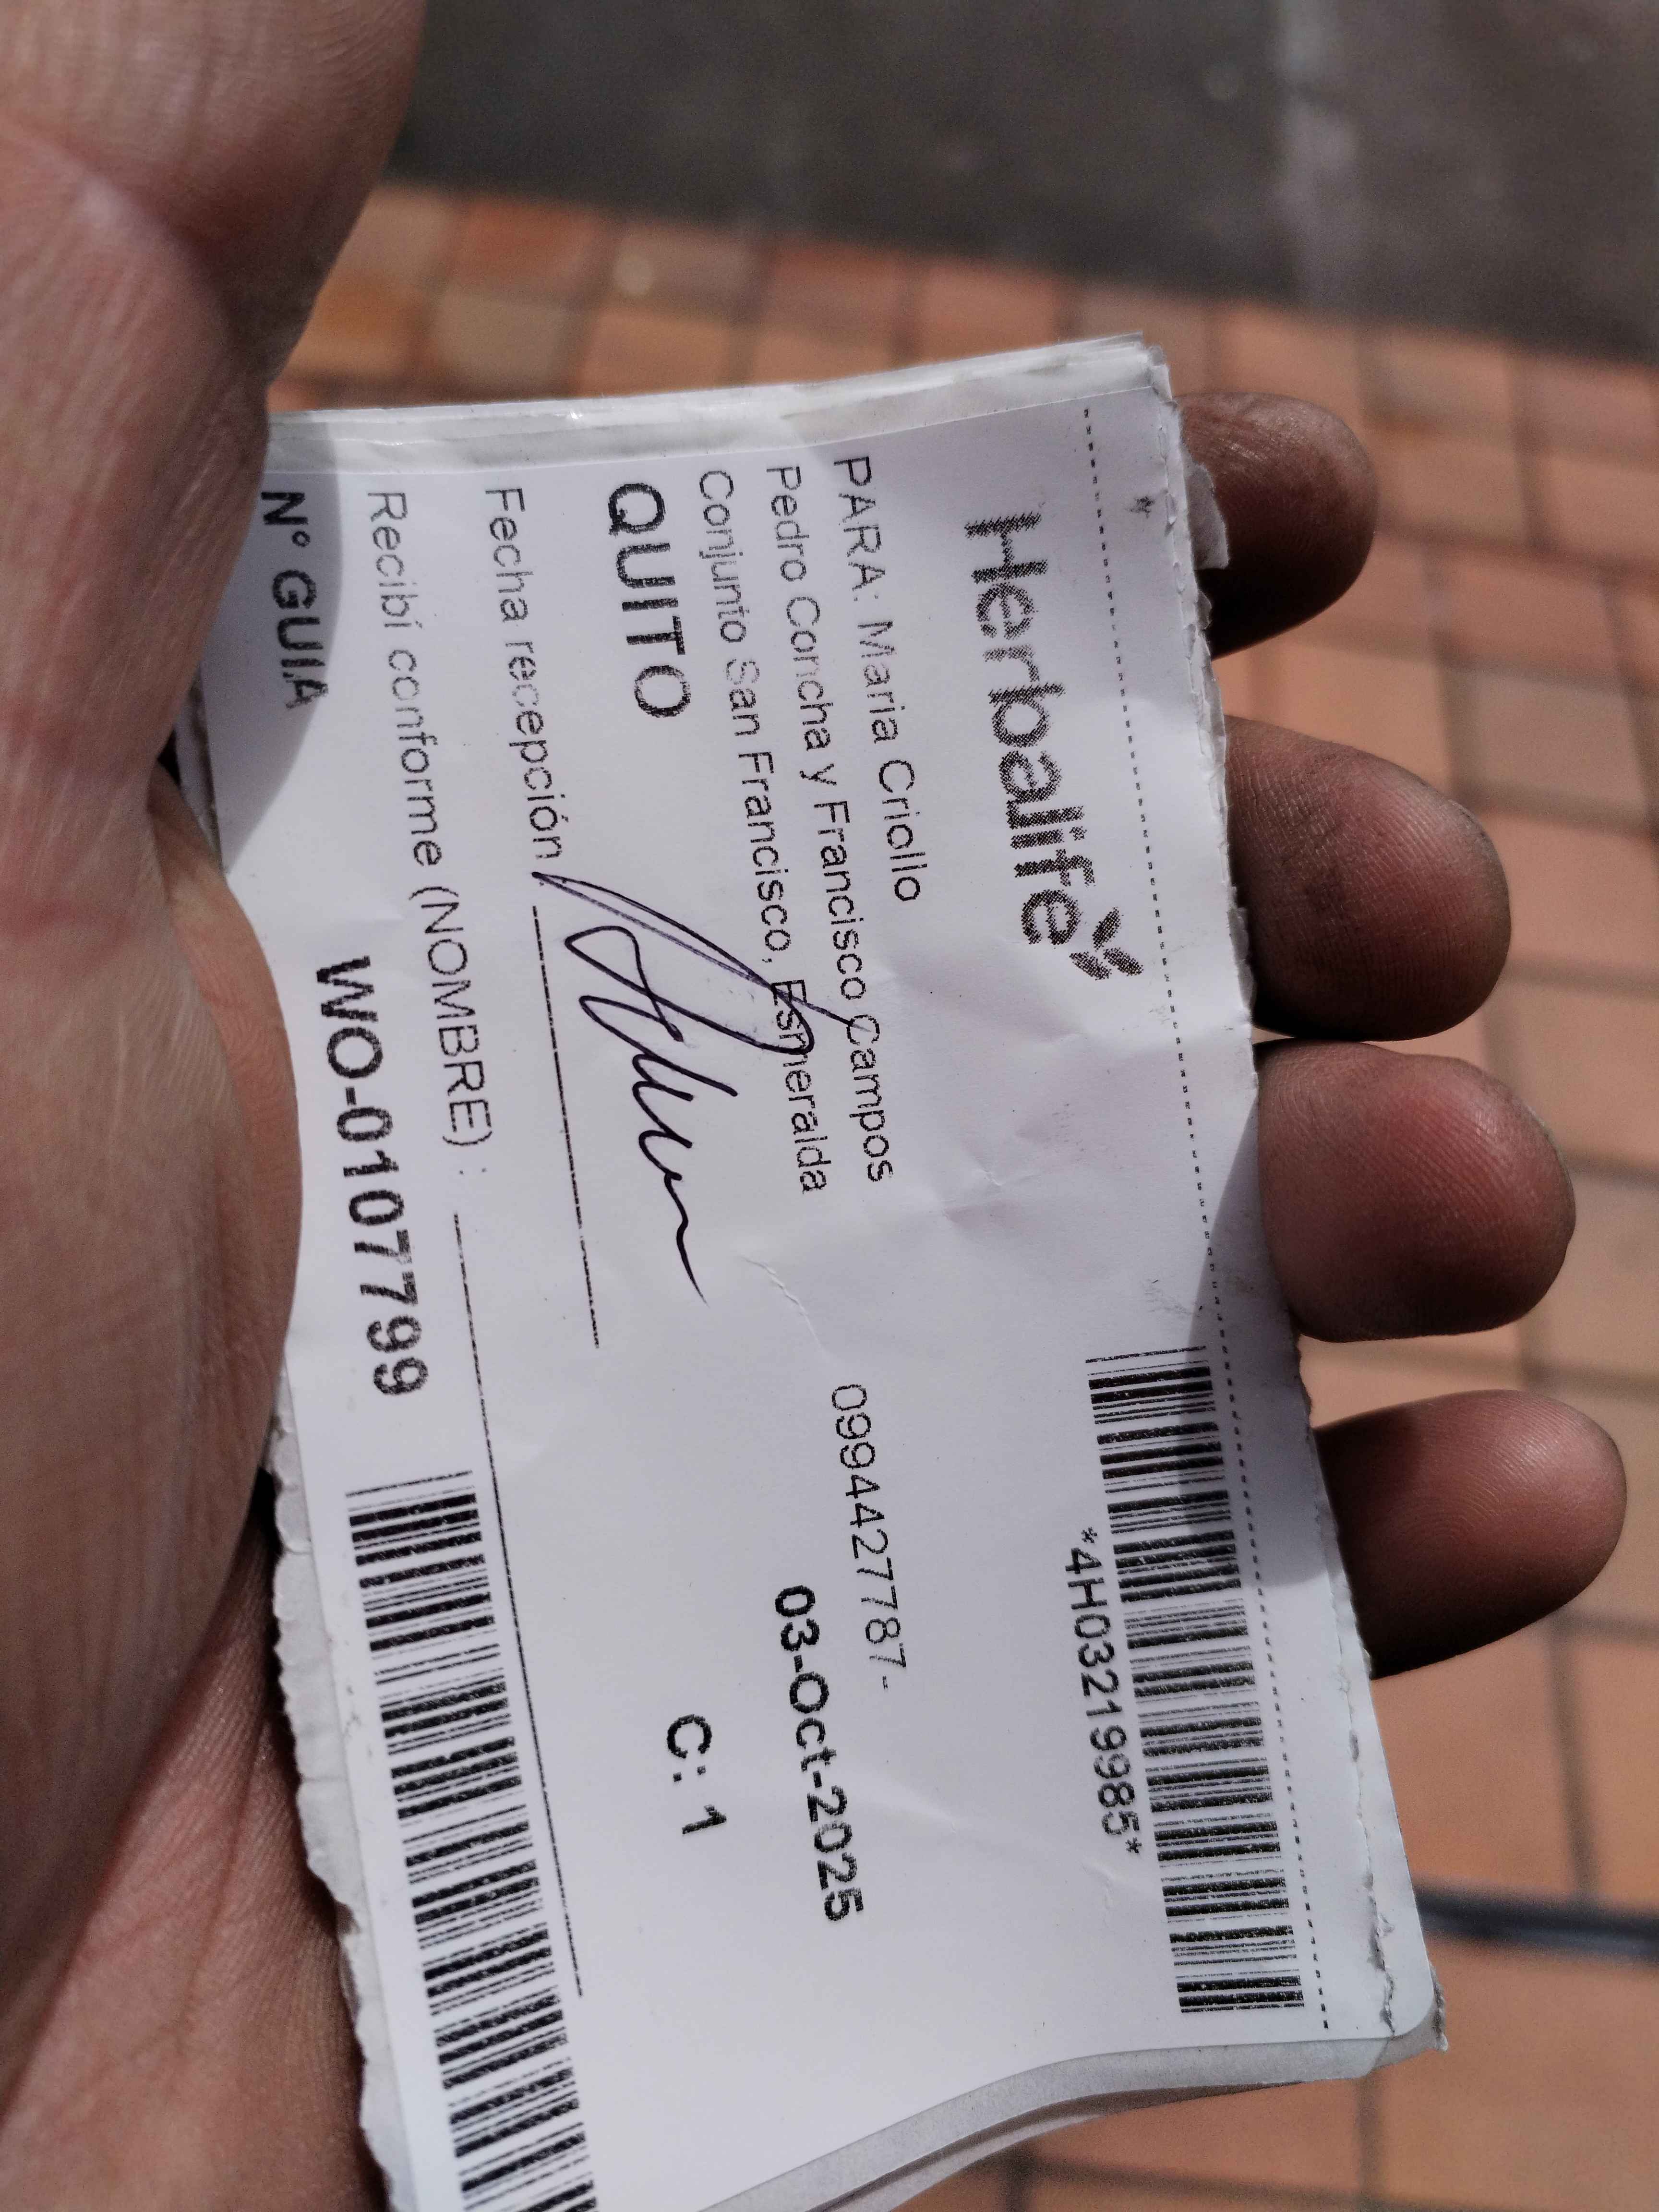 Herbalife
*4H03219985*
PARA: Maria Criollo
Pedro Concha y Francisco Campos
0994427787-
Conjunto San Francisco, Esmeralda
03-Oct-2025
QUITO
C: 1
Fecha recepción
Recibí conforme (NOMBRE) :
N° GUIA
WO-0107799